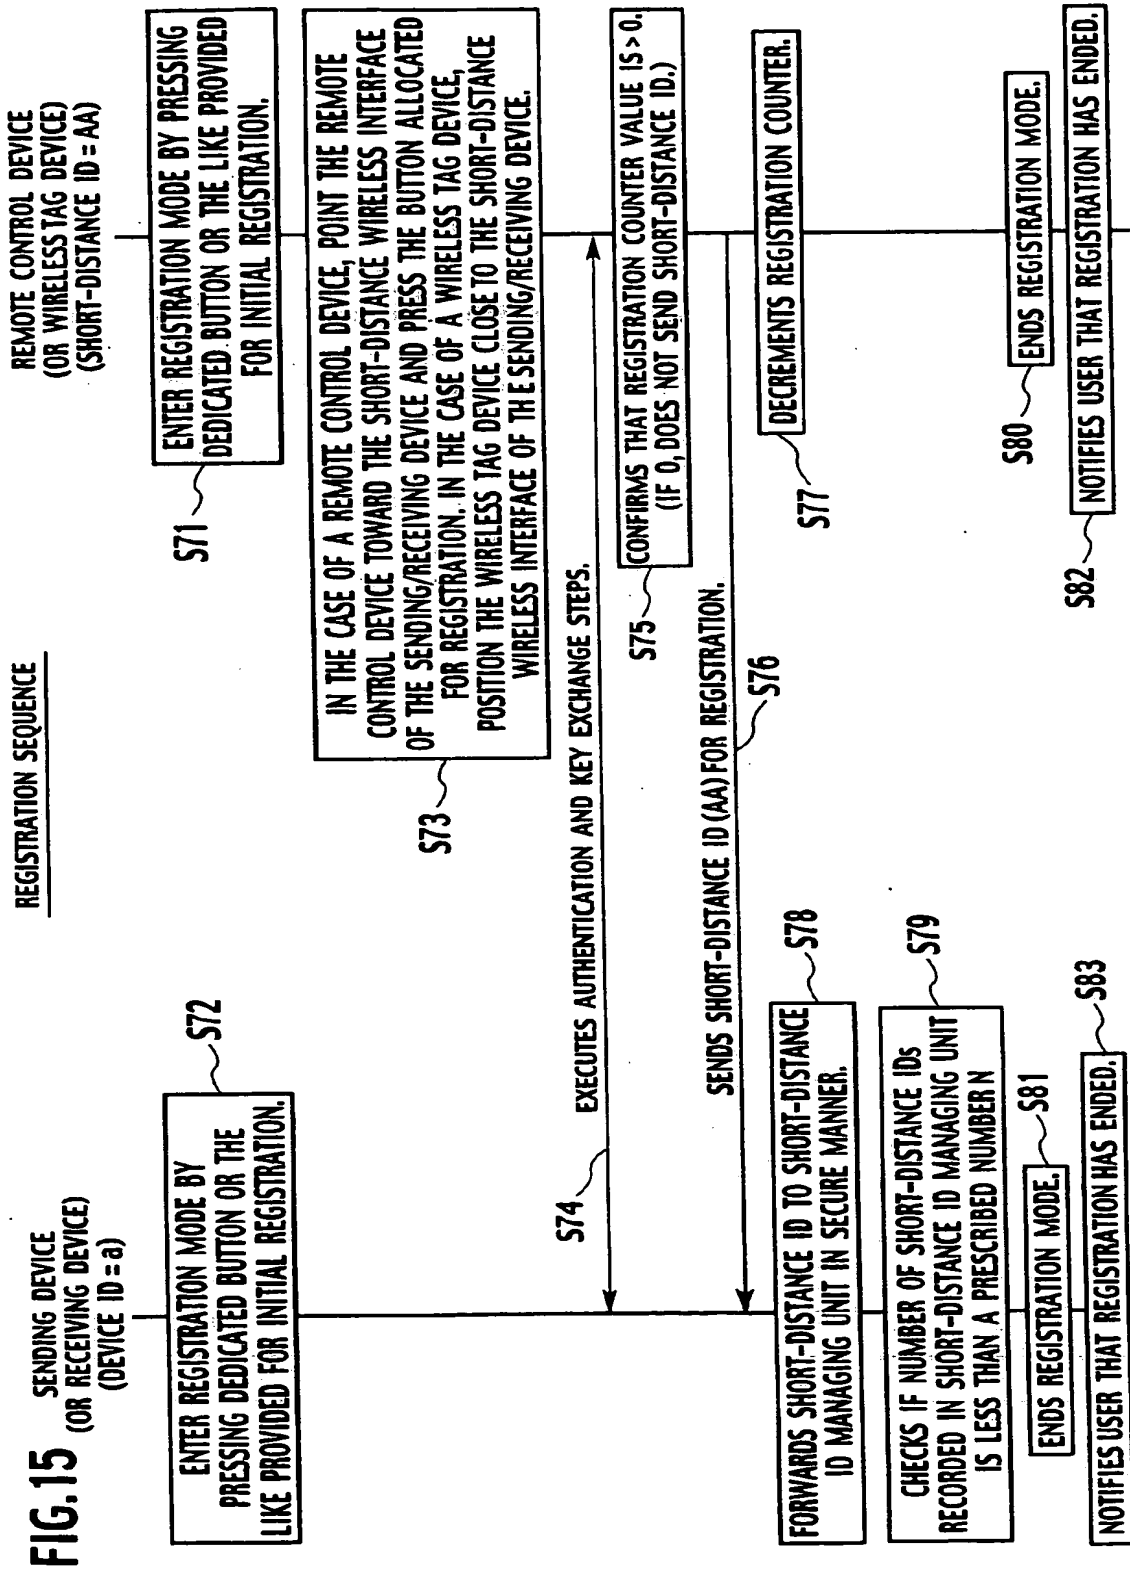 FIG.15
REGISTRATION SEQUENCE
SENDING DEVICE
(OR RECEIVING DEVICE)
(DEVICE ID = a)
REMOTE CONTROL DEVICE
(OR WIRELESS TAG DEVICE)
(SHORT-DISTANCE ID = AA)
S71
ENTER REGISTRATION MODE BY PRESSING
DEDICATED BUTTON OR THE LIKE PROVIDED
FOR INITIAL REGISTRATION.
S72
ENTER REGISTRATION MODE BY
PRESSING DEDICATED BUTTON OR THE
LIKE PROVIDED FOR INITIAL REGISTRATION.
S73
IN THE CASE OF A REMOTE CONTROL DEVICE, POINT THE REMOTE
CONTROL DEVICE TOWARD THE SHORT-DISTANCE WIRELESS INTERFACE
OF THE SENDING/RECEIVING DEVICE AND PRESS THE BUTTON ALLOCATED
FOR REGISTRATION. IN THE CASE OF A WIRELESS TAG DEVICE,
POSITION THE WIRELESS TAG DEVICE CLOSE TO THE SHORT-DISTANCE
WIRELESS INTERFACE OF THE SENDING/RECEIVING DEVICE.
S74
EXECUTES AUTHENTICATION AND KEY EXCHANGE STEPS.
S75
CONFIRMS THAT REGISTRATION COUNTER VALUE IS > 0.
(IF 0, DOES NOT SEND SHORT-DISTANCE ID.)
SENDS SHORT-DISTANCE ID (AA) FOR REGISTRATION.
S76
S77
DECREMENTS REGISTRATION COUNTER.
S78
FORWARDS SHORT-DISTANCE ID TO SHORT-DISTANCE
ID MANAGING UNIT IN SECURE MANNER.
S79
CHECKS IF NUMBER OF SHORT-DISTANCE IDs
RECORDED IN SHORT-DISTANCE ID MANAGING UNIT
IS LESS THAN A PRESCRIBED NUMBER N
S80
ENDS REGISTRATION MODE.
S81
ENDS REGISTRATION MODE.
S82
NOTIFIES USER THAT REGISTRATION HAS ENDED.
S83
NOTIFIES USER THAT REGISTRATION HAS ENDED.